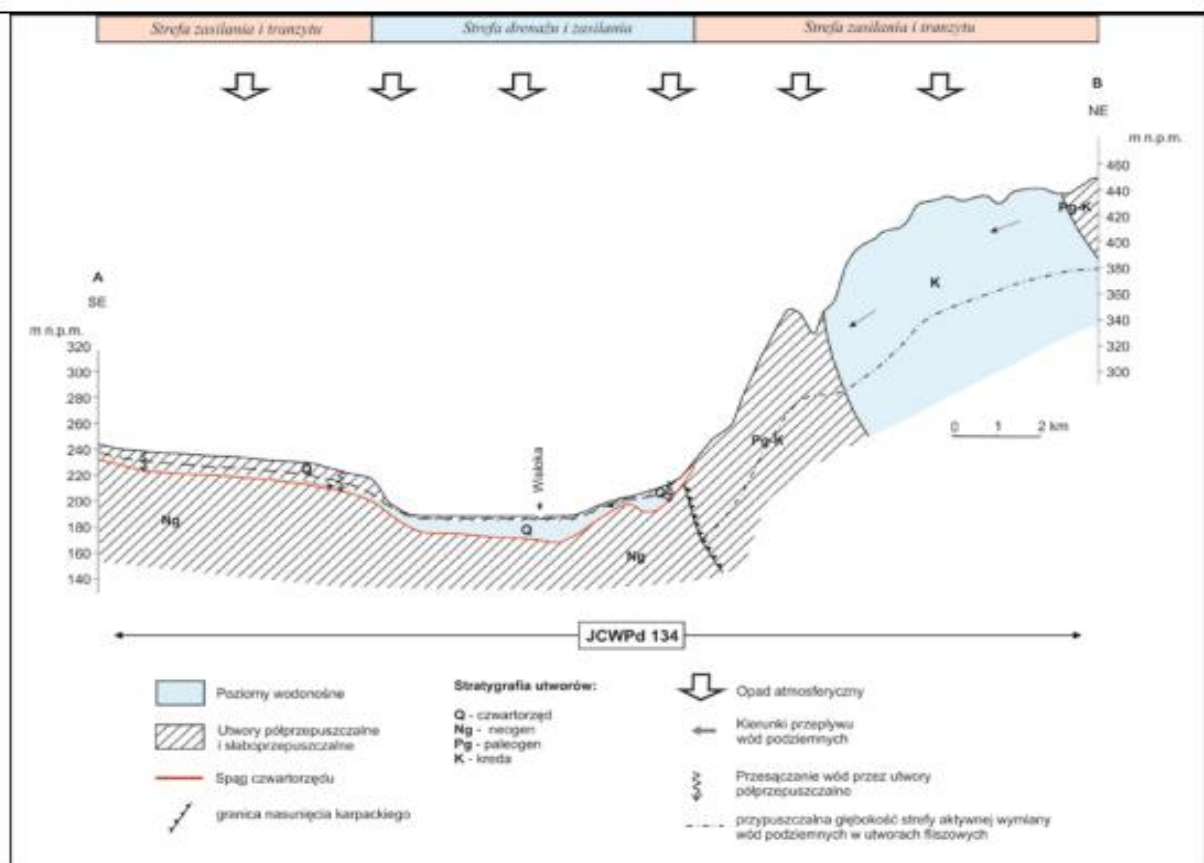 Strefa zasilania i tranzytu
Strefa drenażu i zasilania
Strefa zasilania i tranzytu
B
NE
m n.p.m.
460
440
420
400
380
360
340
320
300
Pg-K
K
A
SE
m n.p.m.
320
300
280
260
240
220
200
180
160
140
Q
Ng
Wisłoka
Q
Q
Ng
Pg-K
0 1 2 km
JCWPd 134
Poziomy wodonośne
Utwory półprzepuszczalne
i słaboprzepuszczalne
Spąg czwartorzędu
granica nasunięcia karpackiego
Stratygrafia utworów:
Q - czwartorzęd
Ng - neogen
Pg - paleogen
K - kreda
Opad atmosferyczny
Kierunki przepływu
wód podziemnych
Przesączanie wód przez utwory
półprzepuszczalne
przypuszczalna głębokość strefy aktywnej wymiany
wód podziemnych w utworach fliszowych